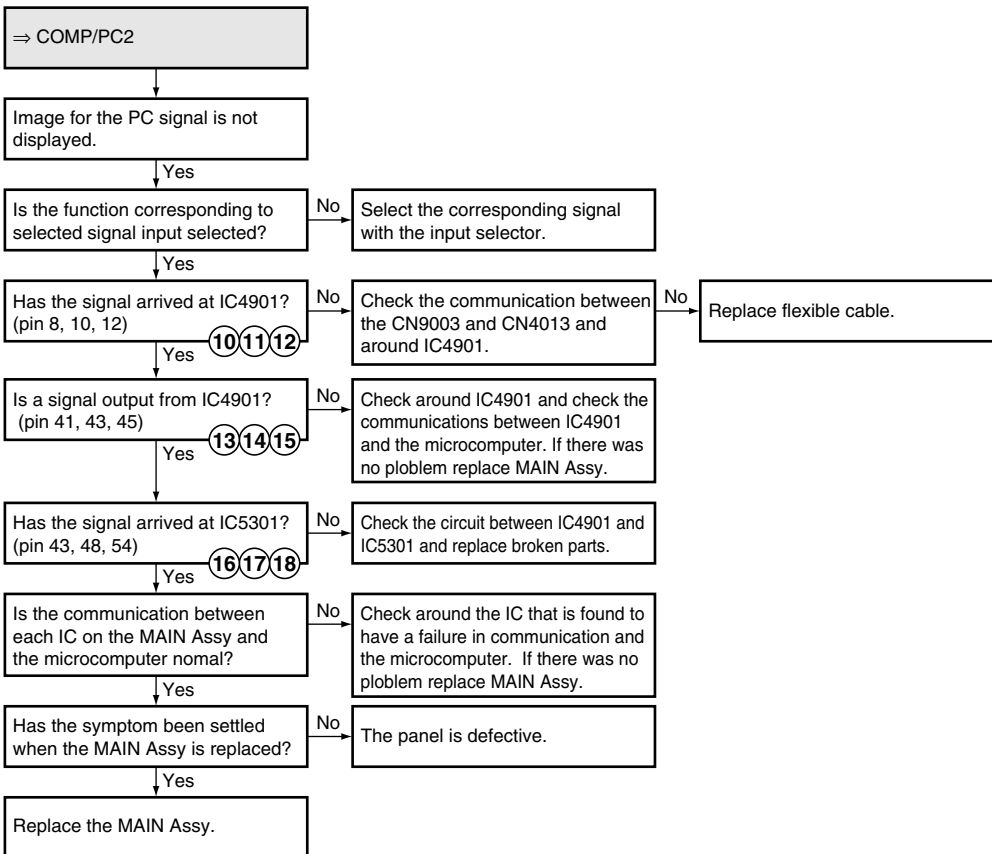 ⇒ COMP/PC2
Image for the PC signal is not
displayed.
Yes
Is the function corresponding to
selected signal input selected?
No
Select the corresponding signal
with the input selector.
Yes
Has the signal arrived at IC4901?
(pin 8, 10, 12)
10 11 12
No
Check the communication between
the CN9003 and CN4013 and
around IC4901.
No
Replace flexible cable.
Yes
Is a signal output from IC4901?
(pin 41, 43, 45)
13 14 15
No
Check around IC4901 and check the
communications between IC4901
and the microcomputer. If there was
no ploblem replace MAIN Assy.
Yes
Has the signal arrived at IC5301?
(pin 43, 48, 54)
16 17 18
No
Check the circuit between IC4901 and
IC5301 and replace broken parts.
Yes
Is the communication between
each IC on the MAIN Assy and
the microcomputer nomal?
No
Check around the IC that is found to
have a failure in communication and
the microcomputer.  If there was no
ploblem replace MAIN Assy.
Yes
Has the symptom been settled
when the MAIN Assy is replaced?
No
The panel is defective.
Yes
Replace the MAIN Assy.